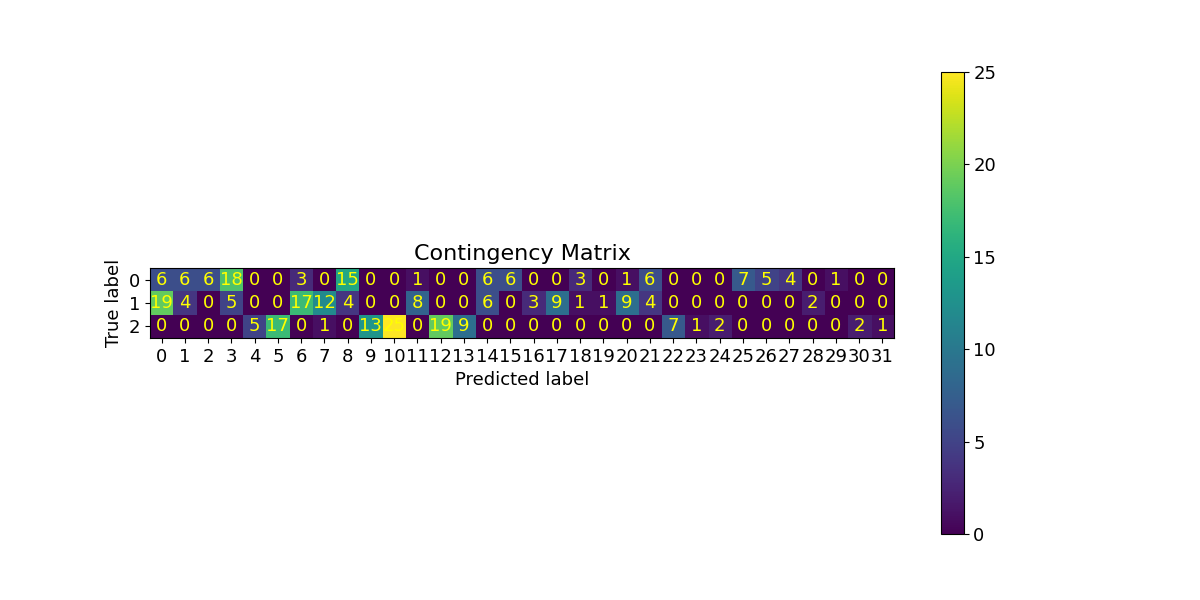 Contingency Matrix
True label
0 6 6 6 18 0 0 3 0 15 0 0 1 0 0 6 6 0 0 3 0 1 6 0 0 0 7 5 4 0 1 0 0
1 19 4 0 5 0 0 17 12 4 0 0 8 0 0 6 0 3 9 1 1 9 4 0 0 0 0 0 0 2 0 0 0
2 0 0 0 0 5 17 0 1 0 13 25 0 19 9 0 0 0 0 0 0 0 0 7 1 2 0 0 0 0 0 2 1
0 1 2 3 4 5 6 7 8 9 10 11 12 13 14 15 16 17 18 19 20 21 22 23 24 25 26 27 28 29 30 31
Predicted label
25
20
15
10
5
0